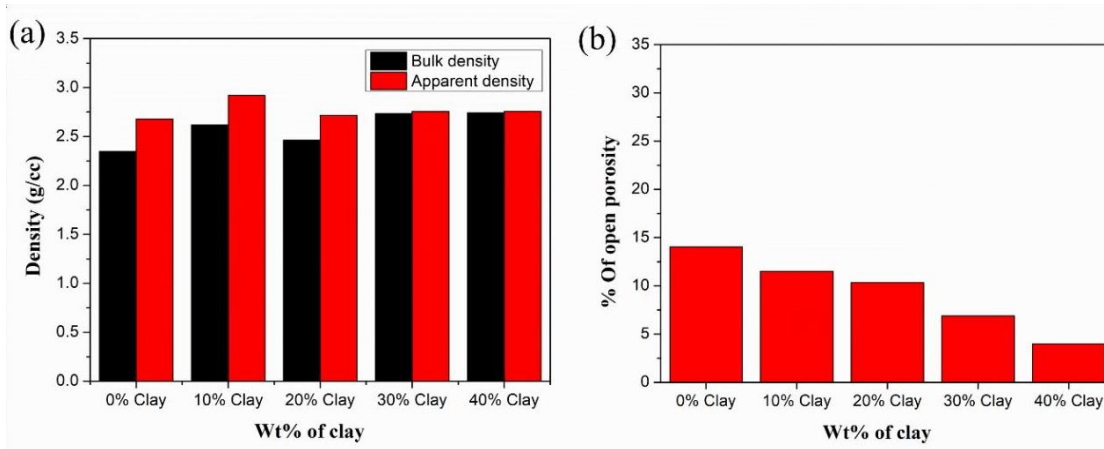 (a)
3.5
3.0
2.5
2.0
1.5
1.0
0.5
0.0
Density (g/cc)
Bulk density
Apparent density
0% Clay 10% Clay 20% Clay 30% Clay 40% Clay
Wt% of clay
(b)
35
30
25
20
15
10
5
0
% Of open porosity
0% Clay 10% Clay 20% Clay 30% Clay 40% Clay
Wt% of clay